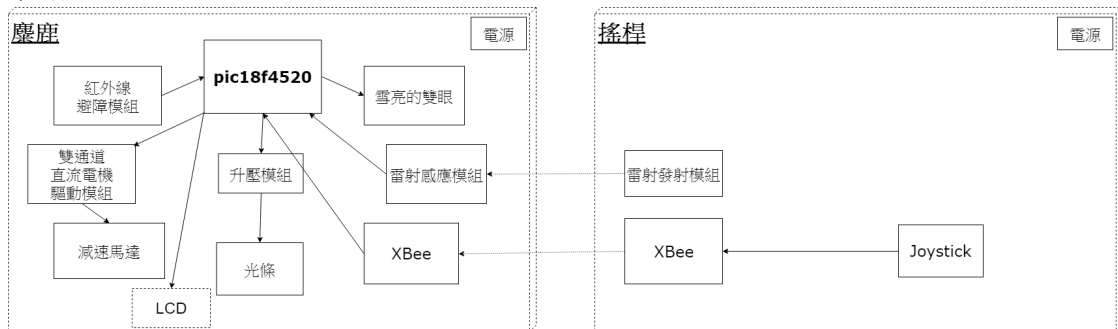 麋鹿
電源
pic18f4520
紅外線
避障模組
雪亮的雙眼
雙通道
直流電機
驅動模組
升壓模組
雷射感應模組
減速馬達
光條
XBee
LCD
搖桿
電源
雷射發射模組
XBee
Joystick